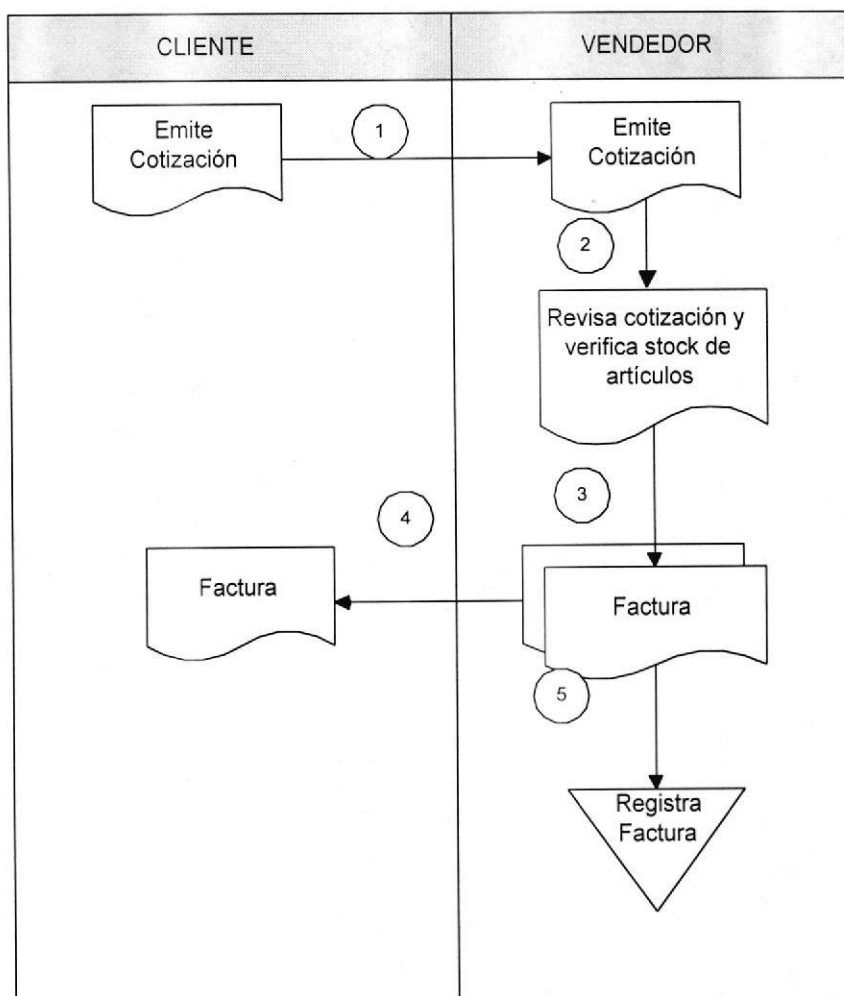 CLIENTE
VENDEDOR
Emite
Cotización
1
Emite
Cotización
2
Revisa cotización y
verifica stock de
artículos
3
4
Factura
Factura
5
Registra
Factura